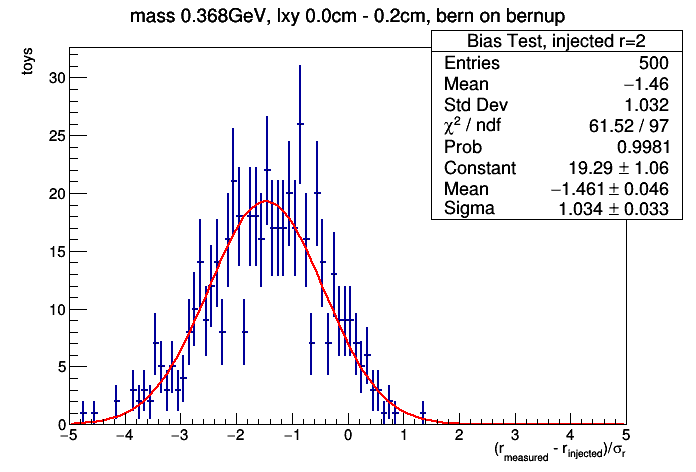 mass 0.368GeV, lxy 0.0cm - 0.2cm, bern on bernup
Bias Test, injected r=2
Entries 500
Mean −1.46
Std Dev 1.032
χ² / ndf 61.52 / 97
Prob 0.9981
Constant 19.29 ± 1.06
Mean −1.461 ± 0.046
Sigma 1.034 ± 0.033
toys
30
25
20
15
10
5
0
−5 −4 −3 −2 −1 0 1 2 3 4 5
(r_measured - r_injected)/σ_r